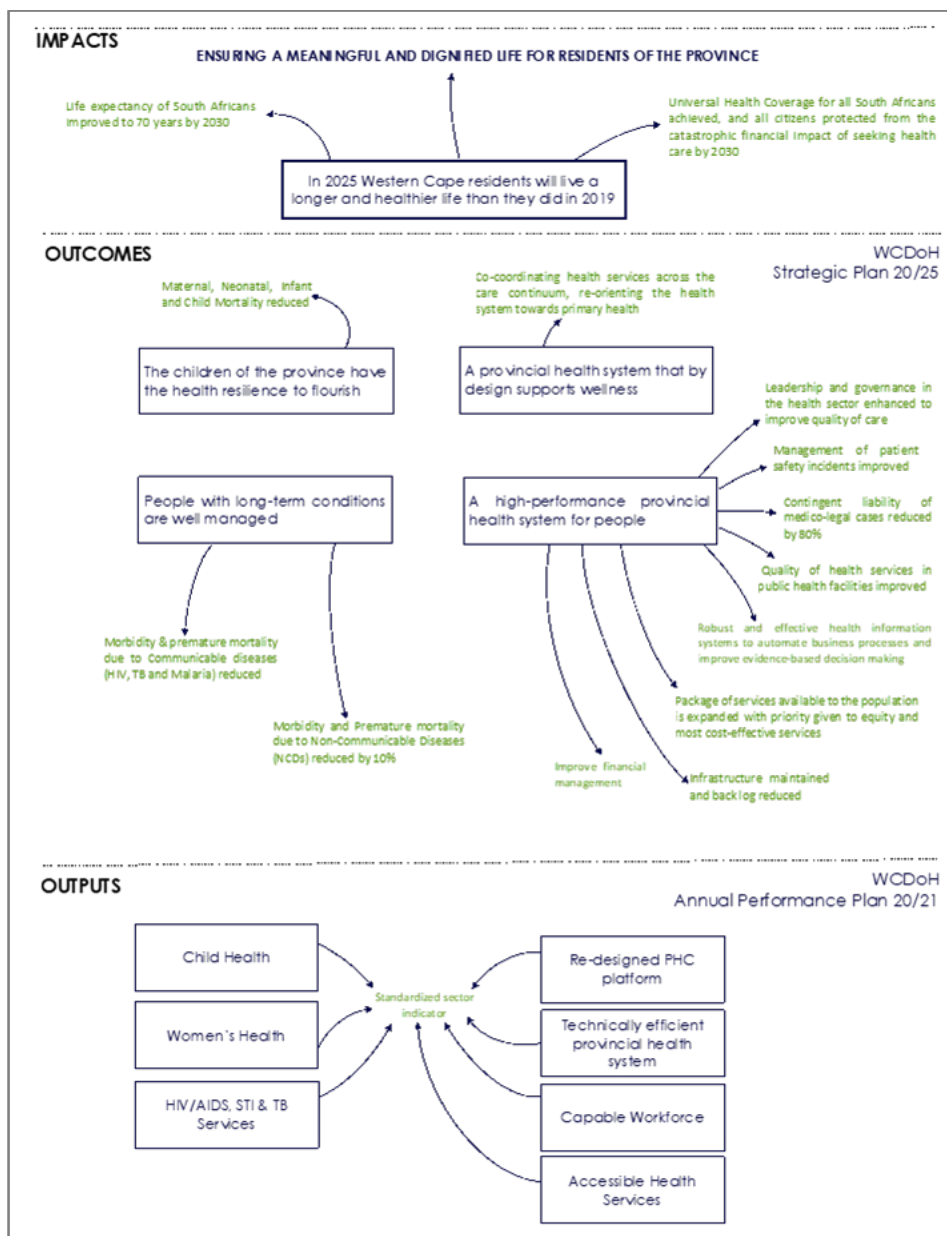 IMPACTS
ENSURING A MEANINGFUL AND DIGNIFIED LIFE FOR RESIDENTS OF THE PROVINCE
Life expectancy of South Africans
improved to 70 years by 2030
Universal Health Coverage for all South Africans
achieved, and all citizens protected from the
catastrophic financial impact of seeking health
care by 2030
In 2025 Western Cape residents will live a
longer and healthier life than they did in 2019
OUTCOMES
WCDoH
Strategic Plan 20/25
Maternal, Neonatal, Infant
and Child Mortality reduced
Co-coordinating health services across the
care continuum, re-orienting the health
system towards primary health
The children of the province have
the health resilience to flourish
A provincial health system that by
design supports wellness
Leadership and governance in
the health sector enhanced to
improve quality of care
Management of patient
safety incidents improved
People with long-term conditions
are well managed
A high-performance provincial
health system for people
Contingent liability of
medico-legal cases reduced
by 80%
Quality of health services in
public health facilities improved
Robust and effective health information
systems to automate business processes and
improve evidence-based decision making
Morbidity & premature mortality
due to Communicable diseases
(HIV, TB and Malaria) reduced
Package of services available to the population
is expanded with priority given to equity and
most cost-effective services
Morbidity and Premature mortality
due to Non-Communicable Diseases
(NCDs) reduced by 10%
Improve financial
management
Infrastructure maintained
and backlog reduced
OUTPUTS
WCDoH
Annual Performance Plan 20/21
Child Health
Women's Health
HIV/AIDS, STI & TB
Services
Standardized sector
indicator
Re-designed PHC
platform
Technically efficient
provincial health
system
Capable Workforce
Accessible Health
Services